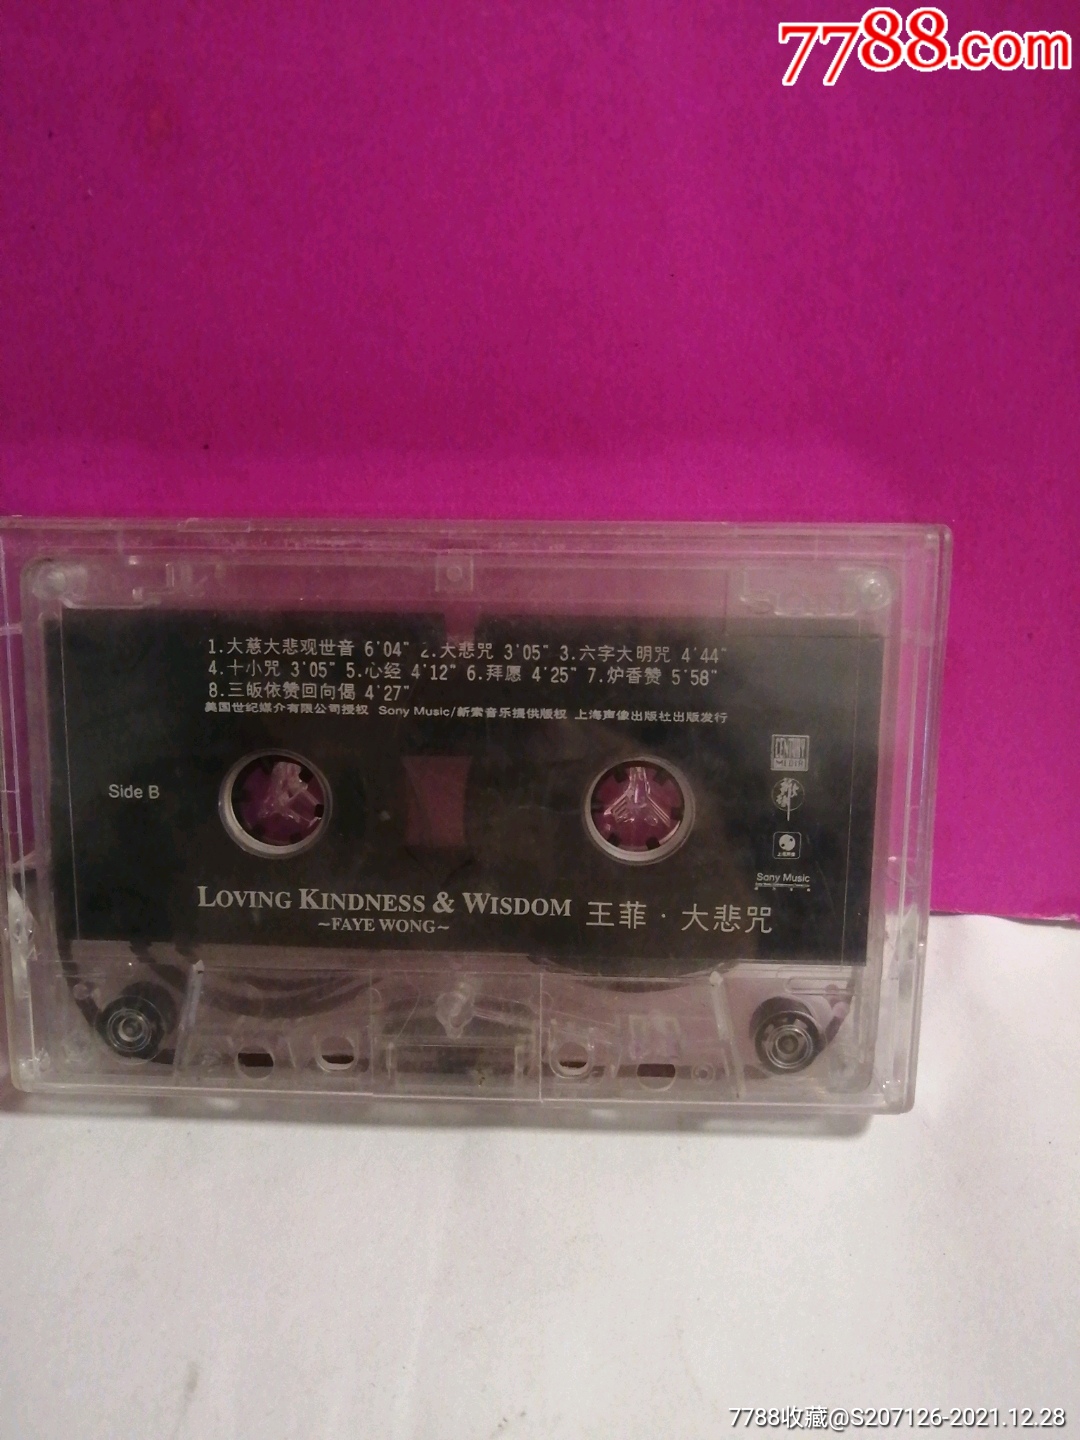 7788.com
1.大慈大悲观世音 6'04" 2.大悲咒 3'05" 3.六字大明咒 4'44"
4.十小咒 3'05" 5.心经 4'12" 6.拜愿 4'25" 7.炉香赞 5'58"
8.三皈依赞回向偈 4'27"
美国世纪媒介有限公司授权 Sony Music/新索音乐提供版权 上海声像出版社出版发行
CENTURY
MEDIA
Side B
上海声像
Sony Music
LOVING KINDNESS & WISDOM
~FAYE WONG~
王菲·大悲咒
7788收藏@S207126-2021.12.28